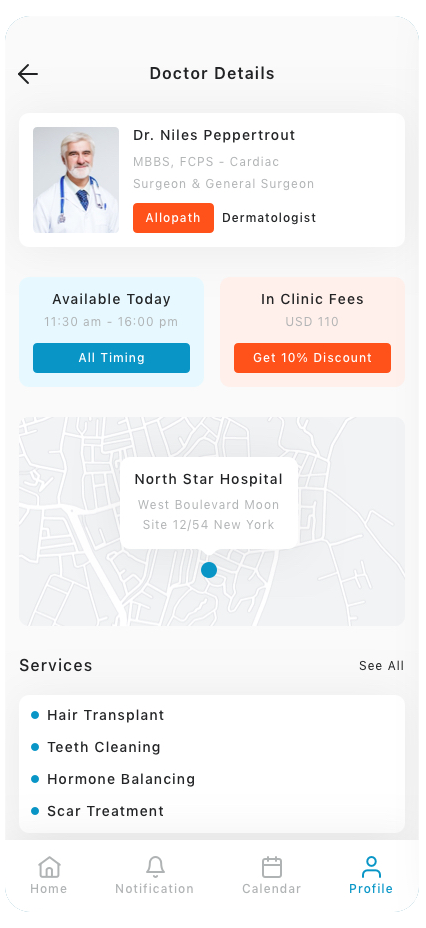 Doctor Details
Dr. Niles Peppertrout
MBBS, FCPS - Cardiac
Surgeon & General Surgeon
Allopath Dermatologist
Available Today
11:30 am - 16:00 pm
All Timing
In Clinic Fees
USD 110
Get 10% Discount
North Star Hospital
West Boulevard Moon
Site 12/54 New York
Services See All
Hair Transplant
Teeth Cleaning
Hormone Balancing
Scar Treatment
Home Notification Calendar Profile